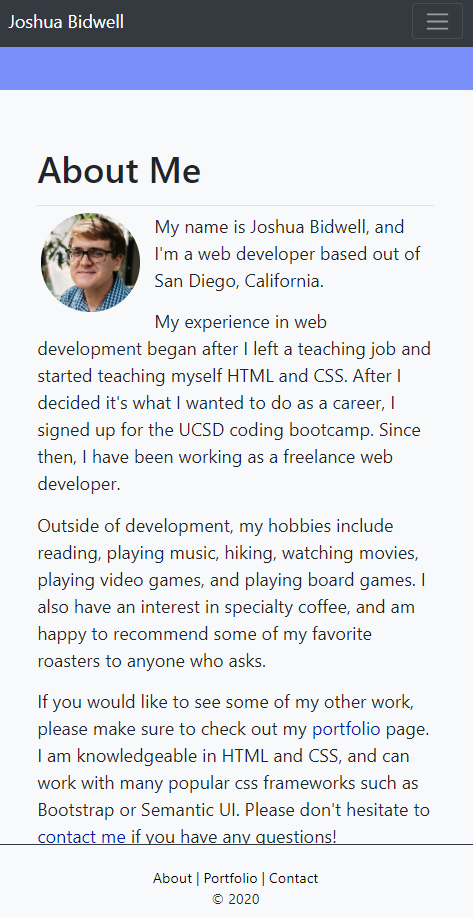 Joshua Bidwell
About Me
My name is Joshua Bidwell, and
I'm a web developer based out of
San Diego, California.
My experience in web
development began after I left a teaching job and
started teaching myself HTML and CSS. After I
decided it's what I wanted to do as a career, I
signed up for the UCSD coding bootcamp. Since
then, I have been working as a freelance web
developer.
Outside of development, my hobbies include
reading, playing music, hiking, watching movies,
playing video games, and playing board games. I
also have an interest in specialty coffee, and am
happy to recommend some of my favorite
roasters to anyone who asks.
If you would like to see some of my other work,
please make sure to check out my portfolio page.
I am knowledgeable in HTML and CSS, and can
work with many popular css frameworks such as
Bootstrap or Semantic UI. Please don't hesitate to
contact me if you have any questions!
About | Portfolio | Contact
© 2020